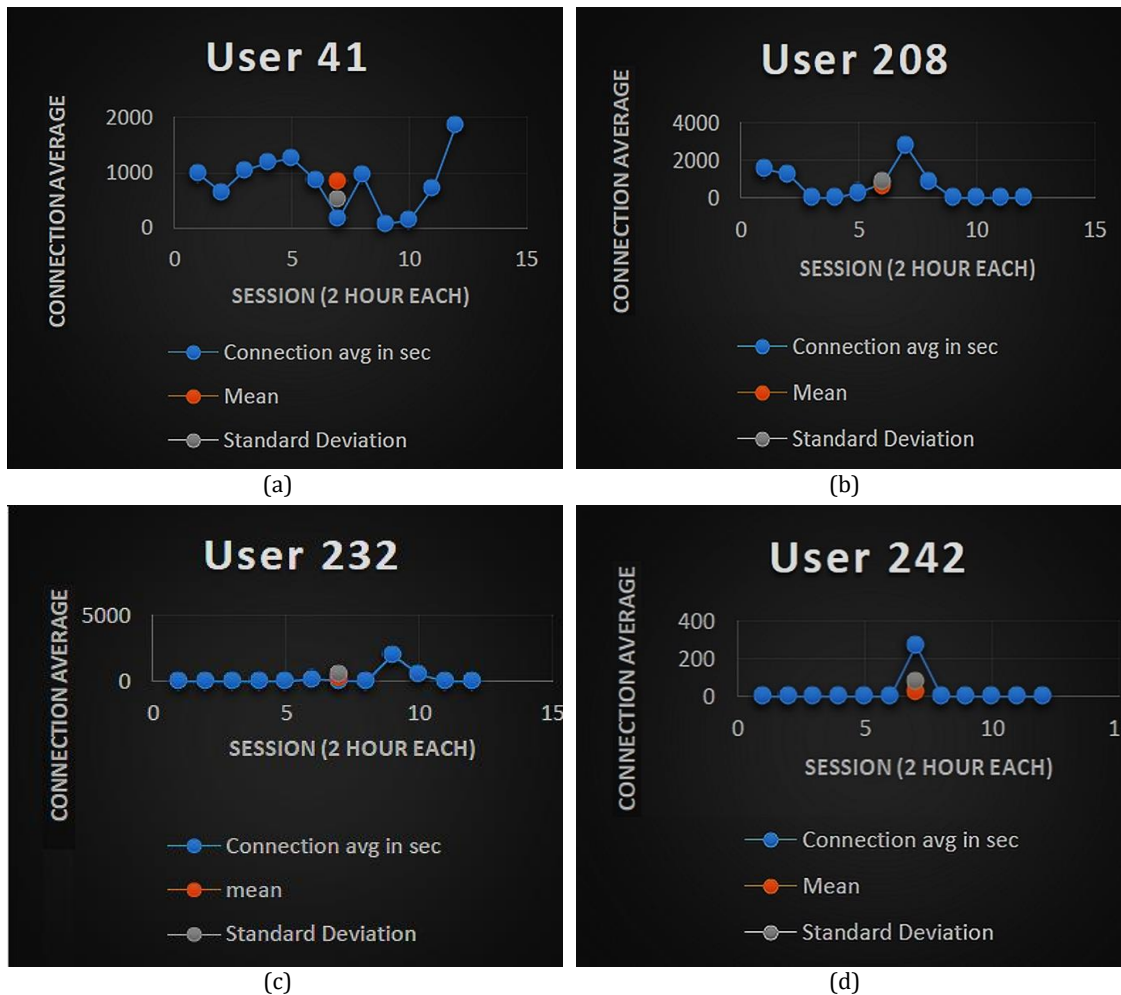 User 41
CONNECTION AVERAGE
2000
1000
0
0 5 10 15
SESSION (2 HOUR EACH)
Connection avg in sec
Mean
Standard Deviation
(a)
User 208
CONNECTION AVERAGE
4000
2000
0
0 5 10 15
SESSION (2 HOUR EACH)
Connection avg in sec
Mean
Standard Deviation
(b)
User 232
CONNECTION AVERAGE
5000
0
0 5 10 15
SESSION (2 HOUR EACH)
Connection avg in sec
mean
Standard Deviation
(c)
User 242
CONNECTION AVERAGE
400
200
0
0 5 10 1
SESSION (2 HOUR EACH)
Connection avg in sec
Mean
Standard Deviation
(d)